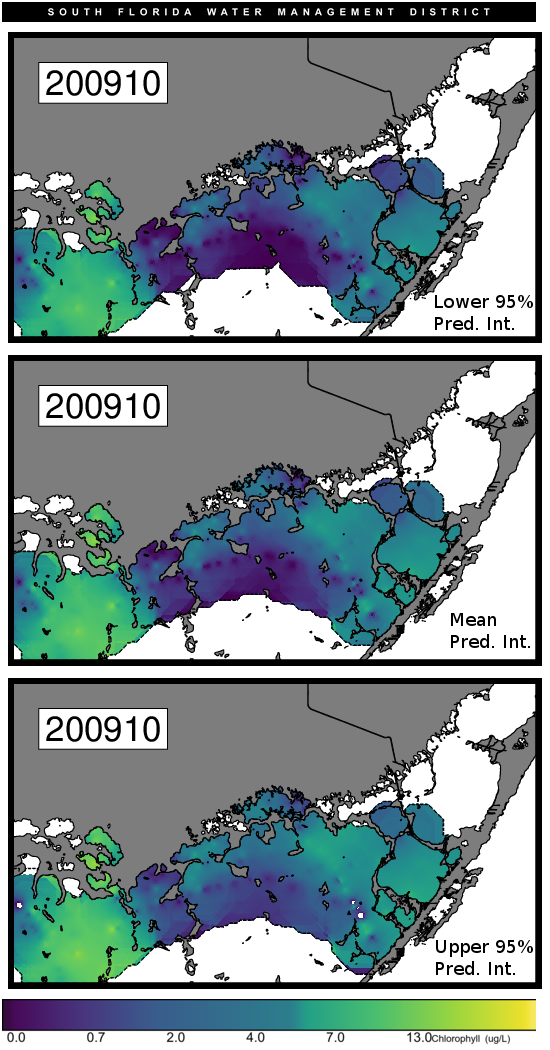 SOUTH FLORIDA WATER MANAGEMENT DISTRICT
200910
Lower 95%
Pred. Int.
200910
Mean
Pred. Int.
200910
Upper 95%
Pred. Int.
0.0 0.7 2.0 4.0 7.0 13.0 Chlorophyll (ug/L)